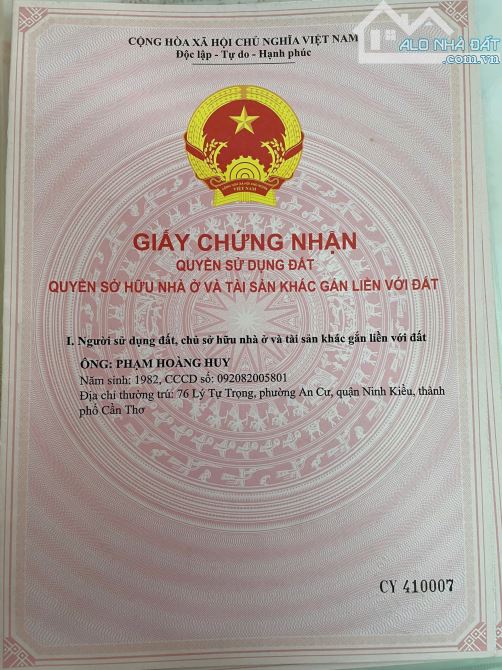 CỘNG HÒA XÃ HỘI CHỦ NGHĨA VIỆT NAM
Độc lập - Tự do - Hạnh phúc
ALO NHÀ ĐẤT
.com.vn
VIỆT NAM
GIẤY CHỨNG NHẬN
QUYỀN SỬ DỤNG ĐẤT
QUYỀN SỞ HỮU NHÀ Ở VÀ TÀI SẢN KHÁC GẮN LIỀN VỚI ĐẤT
I. Người sử dụng đất, chủ sở hữu nhà ở và tài sản khác gắn liền với đất
ÔNG: PHẠM HOÀNG HUY
Năm sinh: 1982, CCCD số: 092082005801
Địa chỉ thường trú: 76 Lý Tự Trọng, phường An Cư, quận Ninh Kiều, thành
phố Cần Thơ
CY 410007